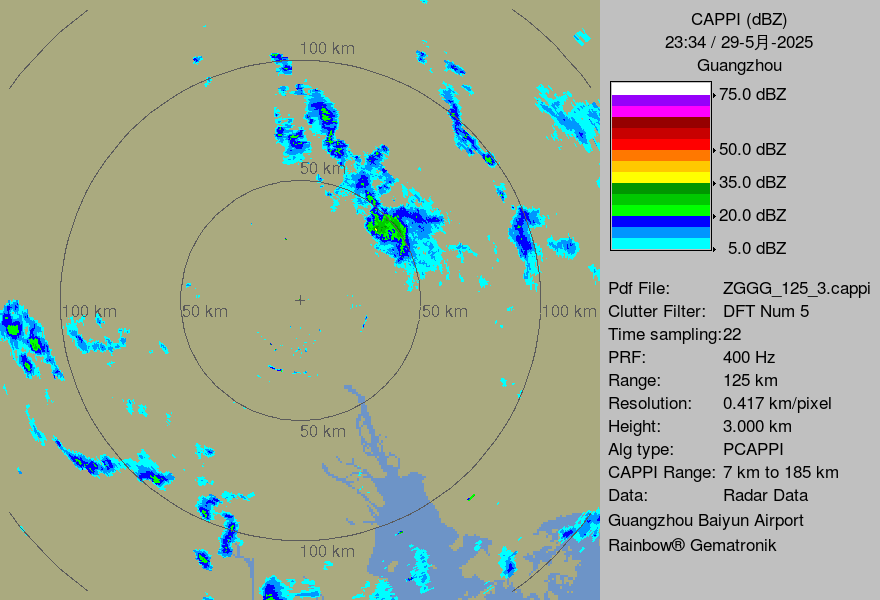 CAPPI (dBZ)
23:34 / 29-5月-2025
Guangzhou
75.0 dBZ
50.0 dBZ
35.0 dBZ
20.0 dBZ
5.0 dBZ
Pdf File: ZGGG_125_3.cappi
Clutter Filter: DFT Num 5
Time sampling:22
PRF: 400 Hz
Range: 125 km
Resolution: 0.417 km/pixel
Height: 3.000 km
Alg type: PCAPPI
CAPPI Range: 7 km to 185 km
Data: Radar Data
Guangzhou Baiyun Airport
Rainbow® Gematronik
100 km
50 km
100 km
50 km
50 km
100 km
50 km
100 km